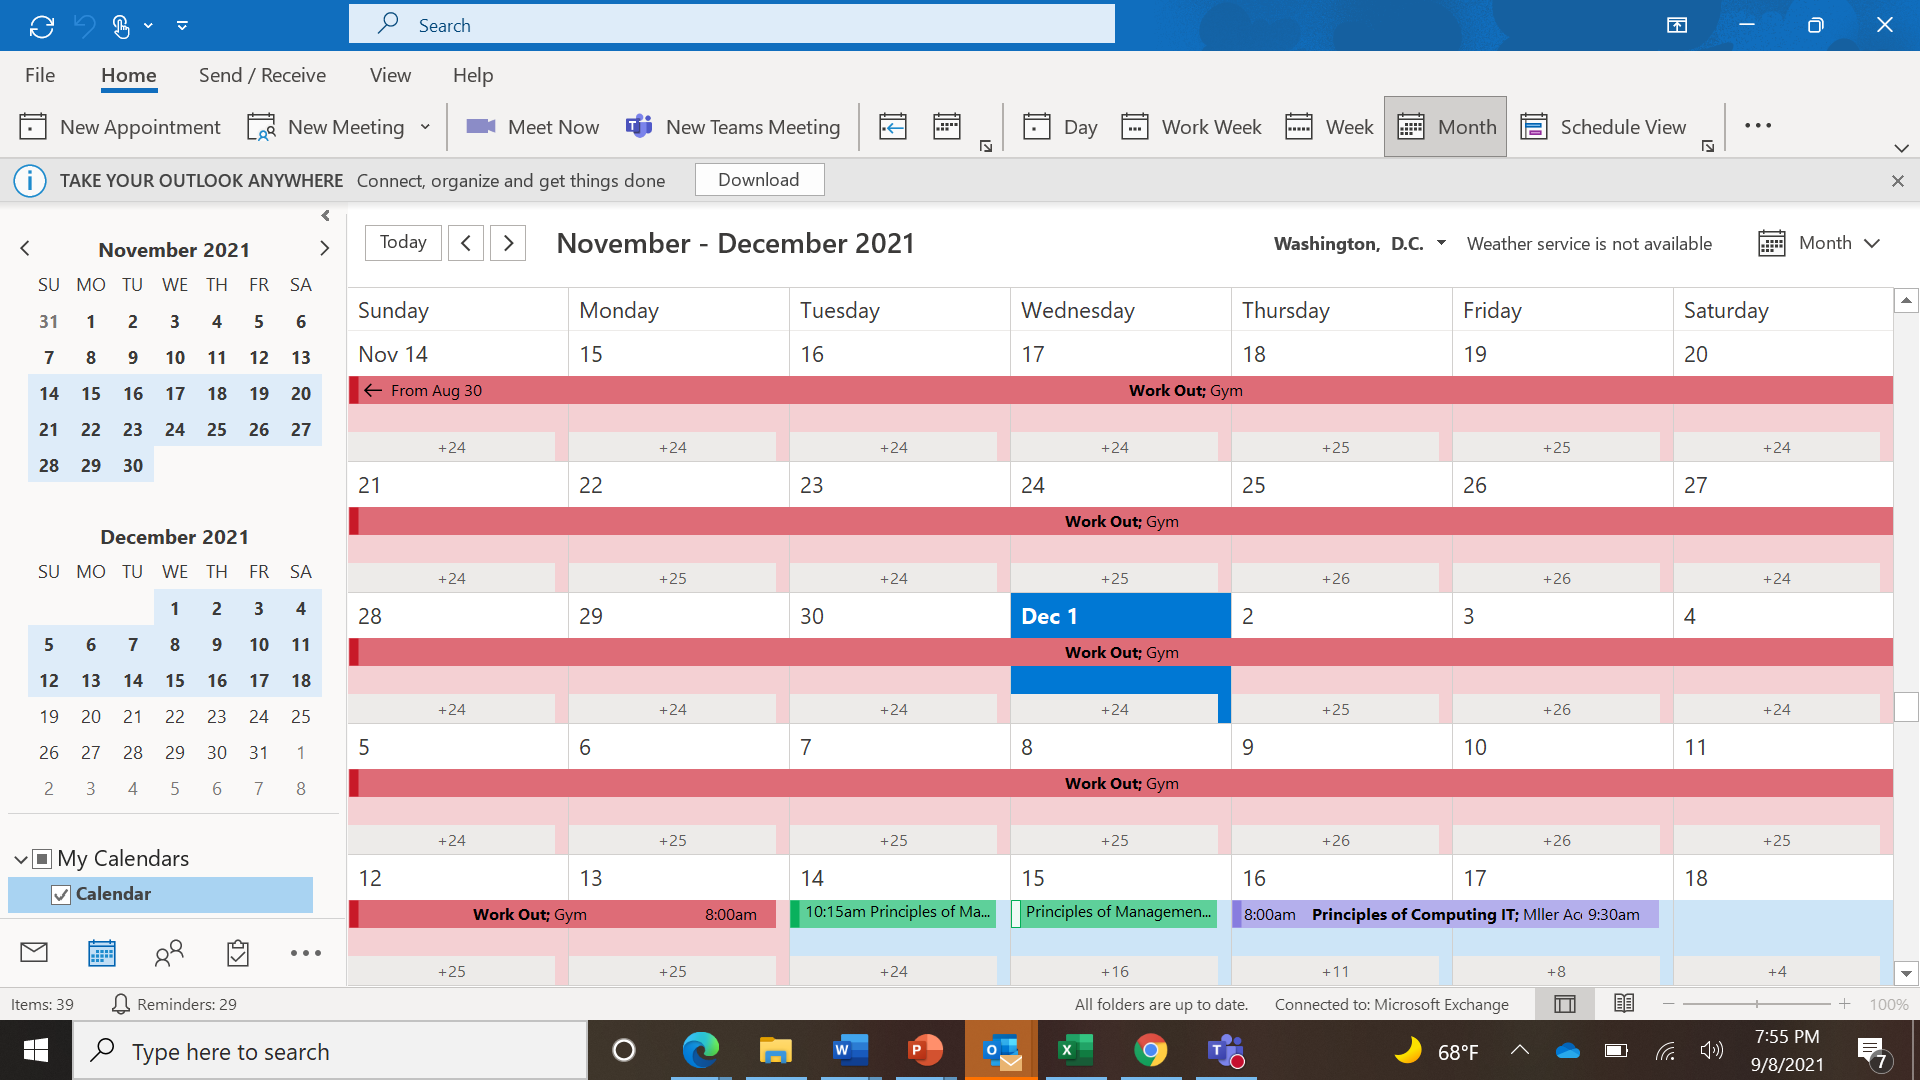 Search
File Home Send / Receive View Help
New Appointment New Meeting Meet Now New Teams Meeting Day Work Week Week Month Schedule View
TAKE YOUR OUTLOOK ANYWHERE Connect, organize and get things done Download
November 2021
SU MO TU WE TH FR SA
31 1 2 3 4 5 6
7 8 9 10 11 12 13
14 15 16 17 18 19 20
21 22 23 24 25 26 27
28 29 30
December 2021
SU MO TU WE TH FR SA
1 2 3 4
5 6 7 8 9 10 11
12 13 14 15 16 17 18
19 20 21 22 23 24 25
26 27 28 29 30 31 1
2 3 4 5 6 7 8
My Calendars
Calendar
Today November - December 2021 Washington, D.C. Weather service is not available Month
Sunday Monday Tuesday Wednesday Thursday Friday Saturday
Nov 14 15 16 17 18 19 20
From Aug 30 Work Out; Gym
+24 +24 +24 +24 +25 +25 +24
21 22 23 24 25 26 27
Work Out; Gym
+24 +25 +24 +25 +26 +26 +24
28 29 30 Dec 1 2 3 4
Work Out; Gym
+24 +24 +24 +24 +25 +26 +24
5 6 7 8 9 10 11
Work Out; Gym
+24 +25 +25 +25 +26 +26 +25
12 13 14 15 16 17 18
Work Out; Gym 8:00am 10:15am Principles of Ma... Principles of Managemen... 8:00am Principles of Computing IT; Mller Acc 9:30am
+25 +25 +24 +16 +11 +8 +4
Items: 39 Reminders: 29 All folders are up to date. Connected to: Microsoft Exchange 100%
Type here to search 68°F 7:55 PM
9/8/2021 7